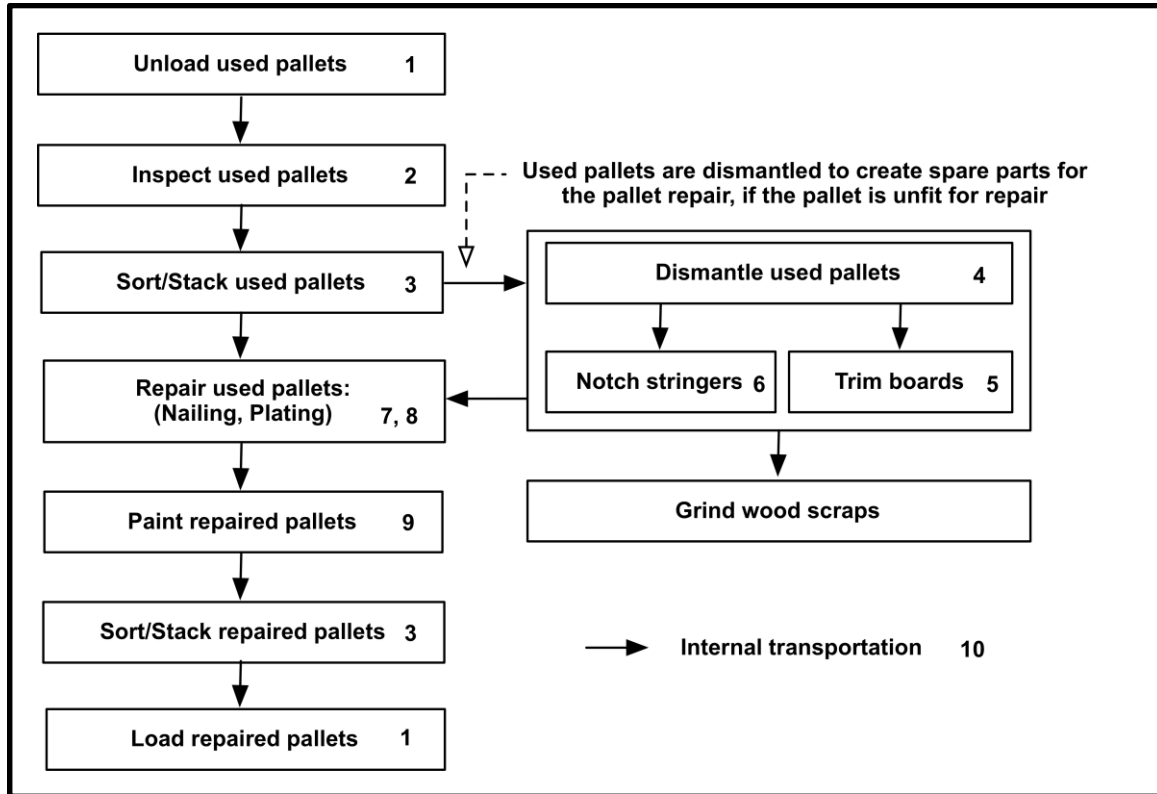 Unload used pallets 1
Inspect used pallets 2
Used pallets are dismantled to create spare parts for
the pallet repair, if the pallet is unfit for repair
Sort/Stack used pallets 3
Dismantle used pallets 4
Notch stringers 6
Trim boards 5
Repair used pallets:
(Nailing, Plating) 7, 8
Grind wood scraps
Paint repaired pallets 9
Sort/Stack repaired pallets 3
Internal transportation 10
Load repaired pallets 1